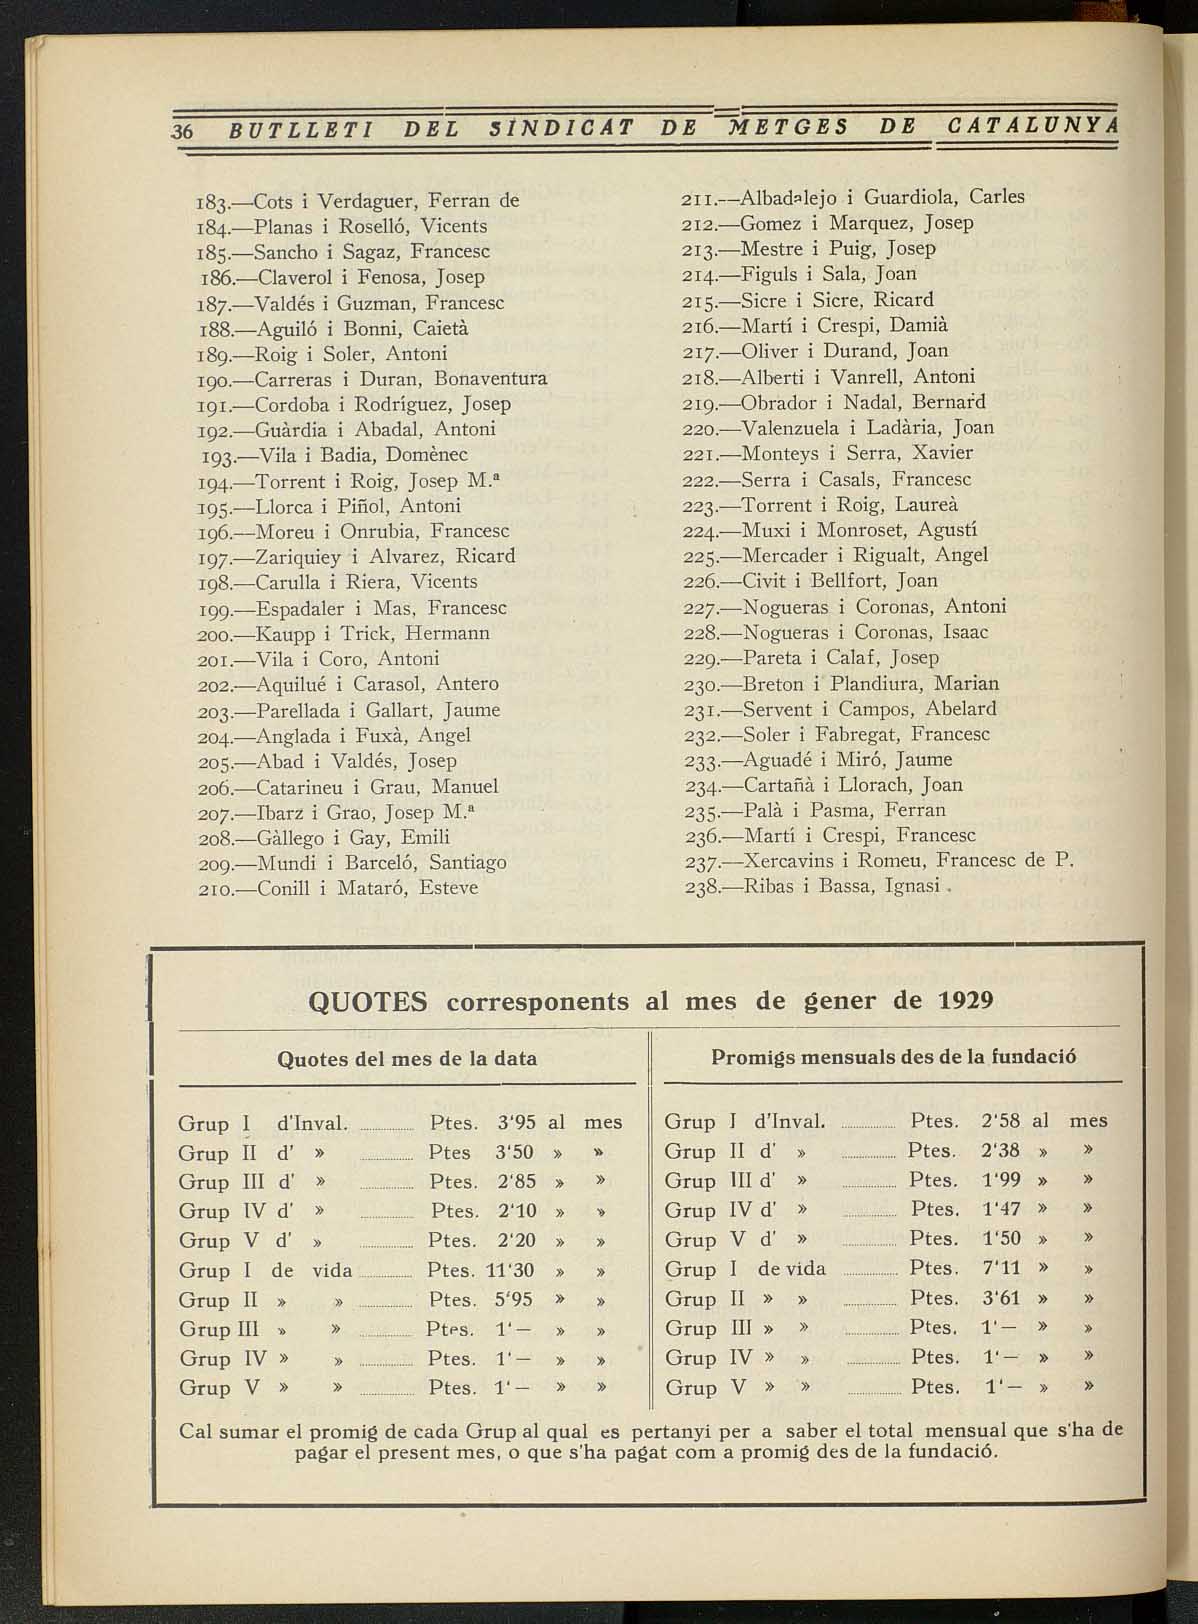 36 BUTLLETI DEL SINDICAT DE METGES DE CATALUNYA
183.—Cots i Verdaguer, Ferran de
184.—Planas i Roselló, Vicents
185.—Sancho i Sagaz, Francesc
186.—Claverol i Fenosa, Josep
187.—Valdés i Guzman, Francesc
188.—Aguiló i Bonni, Caietà
189.—Roig i Soler, Antoni
190.—Carreras i Duran, Bonaventura
191.—Cordoba i Rodríguez, Josep
192.—Guàrdia i Abadal, Antoni
193.—Vila i Badia, Domènec
194.—Torrent i Roig, Josep M.ª
195.—Llorca i Piñol, Antoni
196.—Moreu i Onrubia, Francesc
197.—Zariquiey i Alvarez, Ricard
198.—Carulla i Riera, Vicents
199.—Espadaler i Mas, Francesc
200.—Kaupp i Trick, Hermann
201.—Vila i Coro, Antoni
202.—Aquilué i Carasol, Antero
203.—Parellada i Gallart, Jaume
204.—Anglada i Fuxà, Angel
205.—Abad i Valdés, Josep
206.—Catarineu i Grau, Manuel
207.—Ibarz i Grao, Josep M.ª
208.—Gàllego i Gay, Emili
209.—Mundi i Barceló, Santiago
210.—Conill i Mataró, Esteve
211.—Albadalejo i Guardiola, Carles
212.—Gomez i Marquez, Josep
213.—Mestre i Puig, Josep
214.—Figuls i Sala, Joan
215.—Sicre i Sicre, Ricard
216.—Martí i Crespi, Damià
217.—Oliver i Durand, Joan
218.—Alberti i Vanrell, Antoni
219.—Obrador i Nadal, Bernard
220.—Valenzuela i Ladària, Joan
221.—Monteys i Serra, Xavier
222.—Serra i Casals, Francesc
223.—Torrent i Roig, Laureà
224.—Muxi i Monroset, Agustí
225.—Mercader i Rigualt, Angel
226.—Civit i Bellfort, Joan
227.—Nogueras i Coronas, Antoni
228.—Nogueras i Coronas, Isaac
229.—Pareta i Calaf, Josep
230.—Breton i Plandiura, Marian
231.—Servent i Campos, Abelard
232.—Soler i Fabregat, Francesc
233.—Aguadé i Miró, Jaume
234.—Cartañà i Llorach, Joan
235.—Palà i Pasma, Ferran
236.—Martí i Crespi, Francesc
237.—Xercavins i Romeu, Francesc de P.
238.—Ribas i Bassa, Ignasi.
QUOTES corresponents al mes de gener de 1929
Quotes del mes de la data
Grup I d'Inval. ........ Ptes. 3'95 al mes
Grup II d' » ........ Ptes 3'50 » »
Grup III d' » ........ Ptes. 2'85 » »
Grup IV d' » ........ Ptes. 2'10 » »
Grup V d' » ........ Ptes. 2'20 » »
Grup I de vida ........ Ptes. 11'30 » »
Grup II » » ........ Ptes. 5'95 » »
Grup III » » ........ Ptes. 1'— » »
Grup IV » » ........ Ptes. 1'— » »
Grup V » » ........ Ptes. 1'— » »
Promigs mensuals des de la fundació
Grup I d'Inval. ........ Ptes. 2'58 al mes
Grup II d' » ........ Ptes. 2'38 » »
Grup III d' » ........ Ptes. 1'99 » »
Grup IV d' » ........ Ptes. 1'47 » »
Grup V d' » ........ Ptes. 1'50 » »
Grup I de vida ........ Ptes. 7'11 » »
Grup II » » ........ Ptes. 3'61 » »
Grup III » » ........ Ptes. 1'— » »
Grup IV » » ........ Ptes. 1'— » »
Grup V » » ........ Ptes. 1'— » »
Cal sumar el promig de cada Grup al qual es pertanyi per a saber el total mensual que s'ha de
pagar el present mes, o que s'ha pagat com a promig des de la fundació.